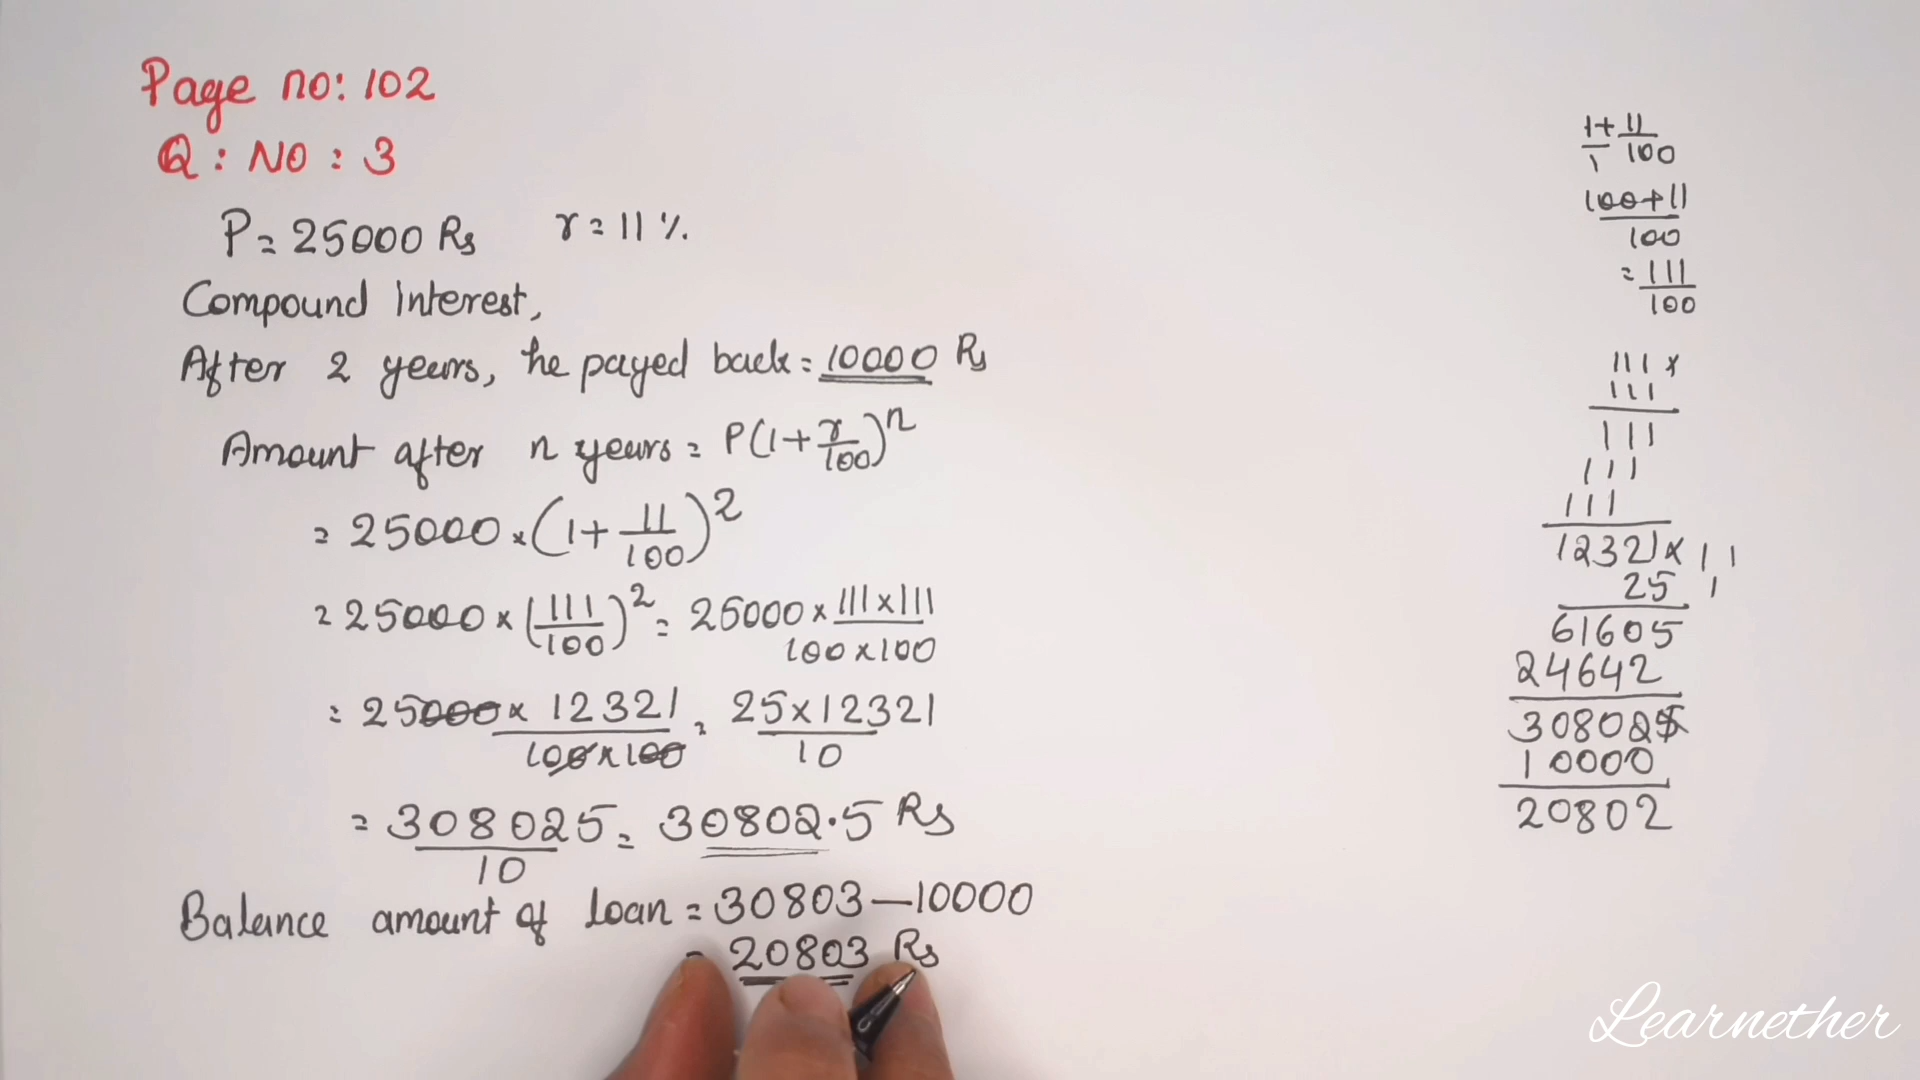 Page no: 102
Q : NO : 3
P = 25000 Rs r = 11 %.
Compound interest,
After 2 years, he payed back = 10000 Rs
Amount after n years = P(1+r/100)^n
= 25000 × (1+11/100)^2
= 25000 × (111/100)^2 = 25000 × 111×111/100×100
= 25000 × 12321/100×100 = 25×12321/10
= 308025/10 = 30802.5 Rs
Balance amount of loan = 30803 — 10000
= 20803 Rs
1/1 + 11/100
100+11/100
= 111/100
111 ×
111
111
111
111
12321 × 11
25 1
61605
24642
308025
10000
20802
Learnether